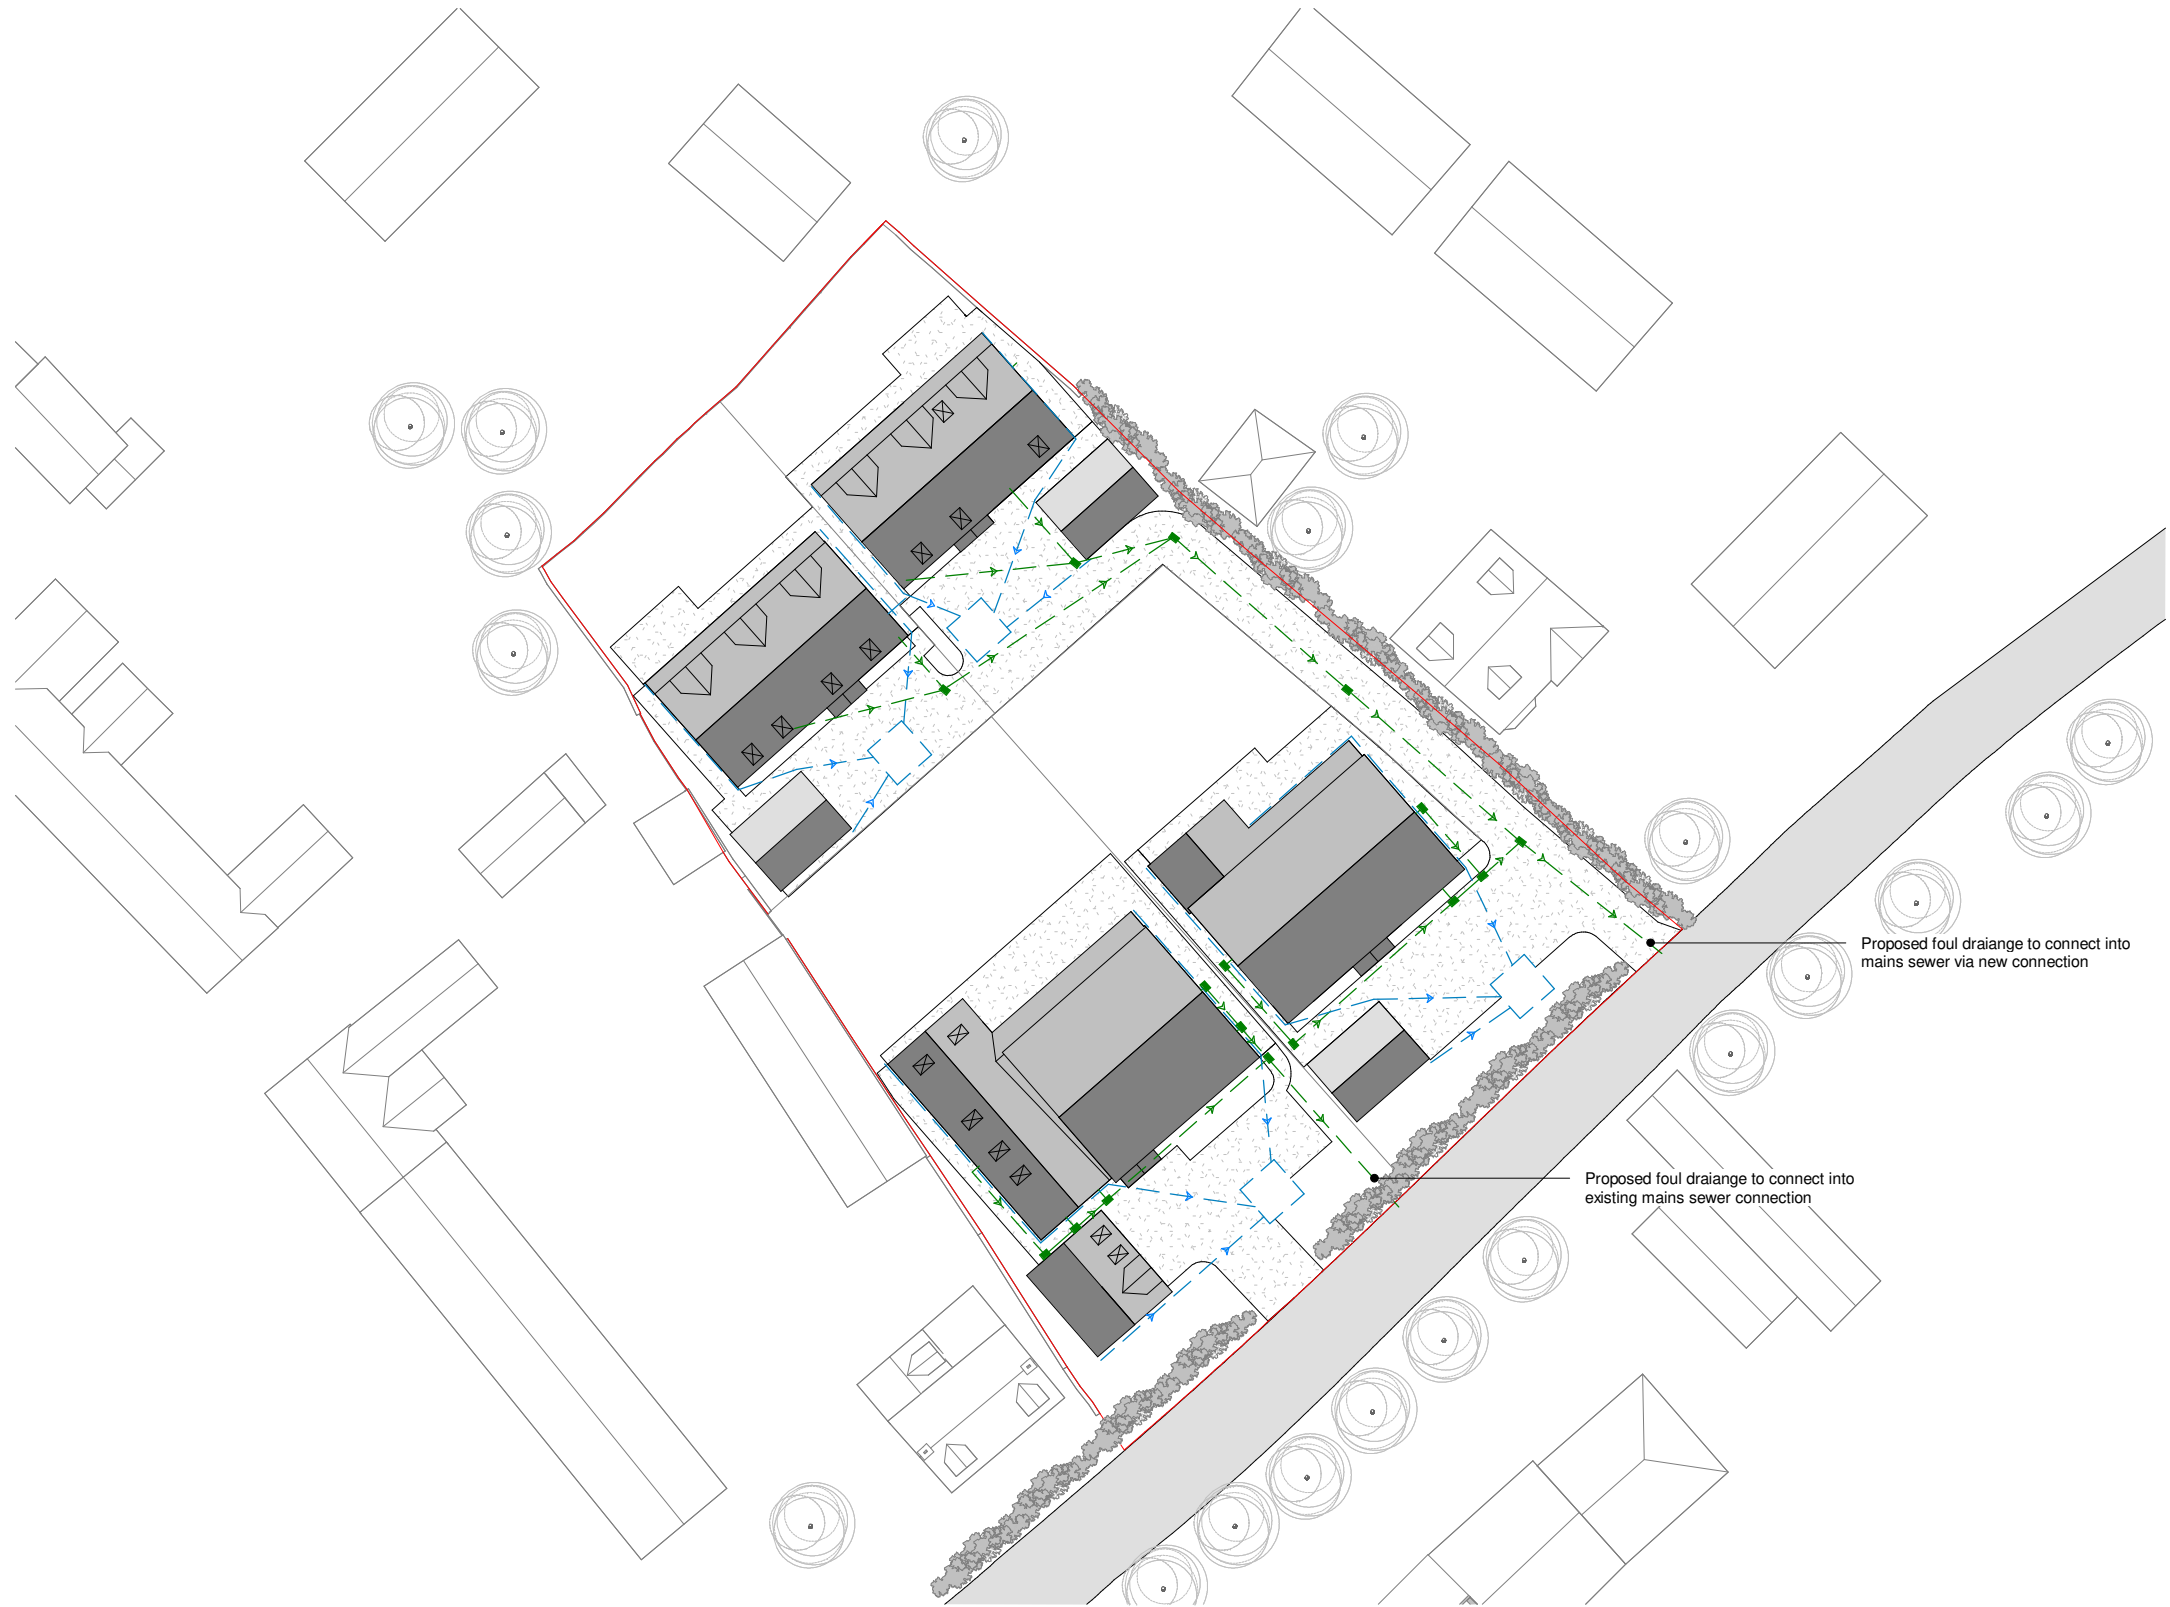 Proposed foul draiange to connect into
mains sewer via new connection
Proposed foul draiange to connect into
existing mains sewer connection